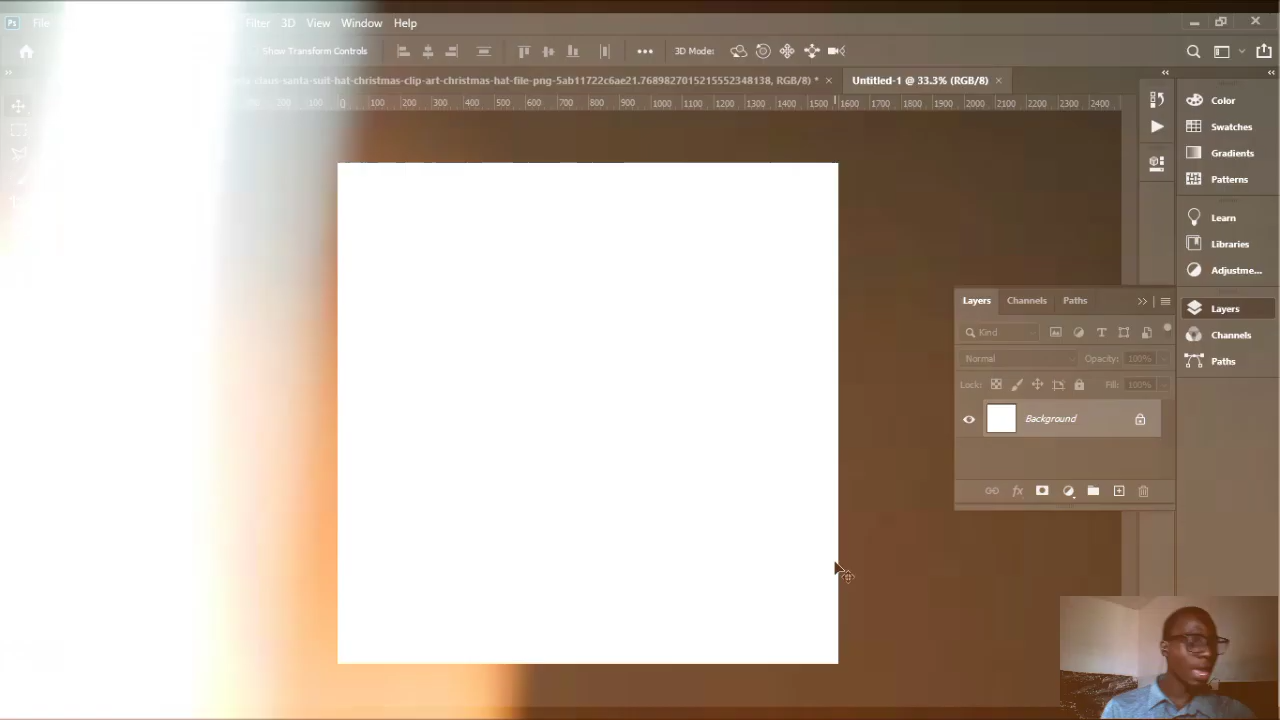 Ps File Filter 3D View Window Help
Show Transform Controls 3D Mode:
claus-santa-suit-hat-christmas-clip-art-christmas-hat-file-png-5ab11722c6ae21.7689827015215552348138, RGB/8) * × Untitled-1 @ 33.3% (RGB/8) ×
100 0 100 200 300 400 500 600 700 800 900 1000 1100 1200 1300 1400 1500 1600 1700 1800 1900 2000 2100 2200 2300 2400
Color
Swatches
Gradients
Patterns
Learn
Libraries
Adjustme...
Layers
Channels
Paths
Layers Channels Paths
Kind
Normal Opacity: 100%
Lock: Fill: 100%
Background